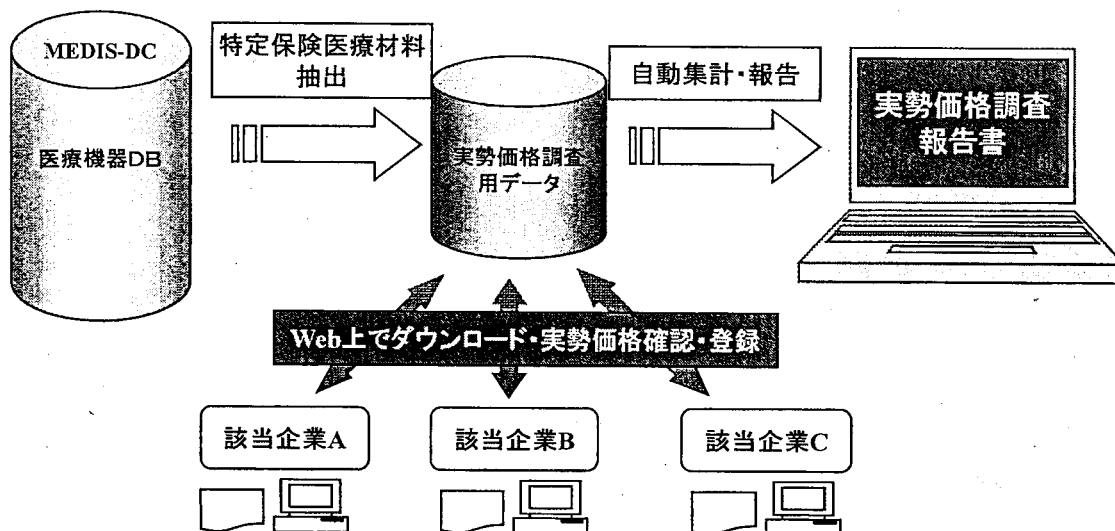 MEDIS-DC
医療機器DB
特定保険医療材料
抽出
実勢価格調査
用データ
自動集計・報告
実勢価格調査
報告書
Web上でダウンロード・実勢価格確認・登録
該当企業A
該当企業B
該当企業C